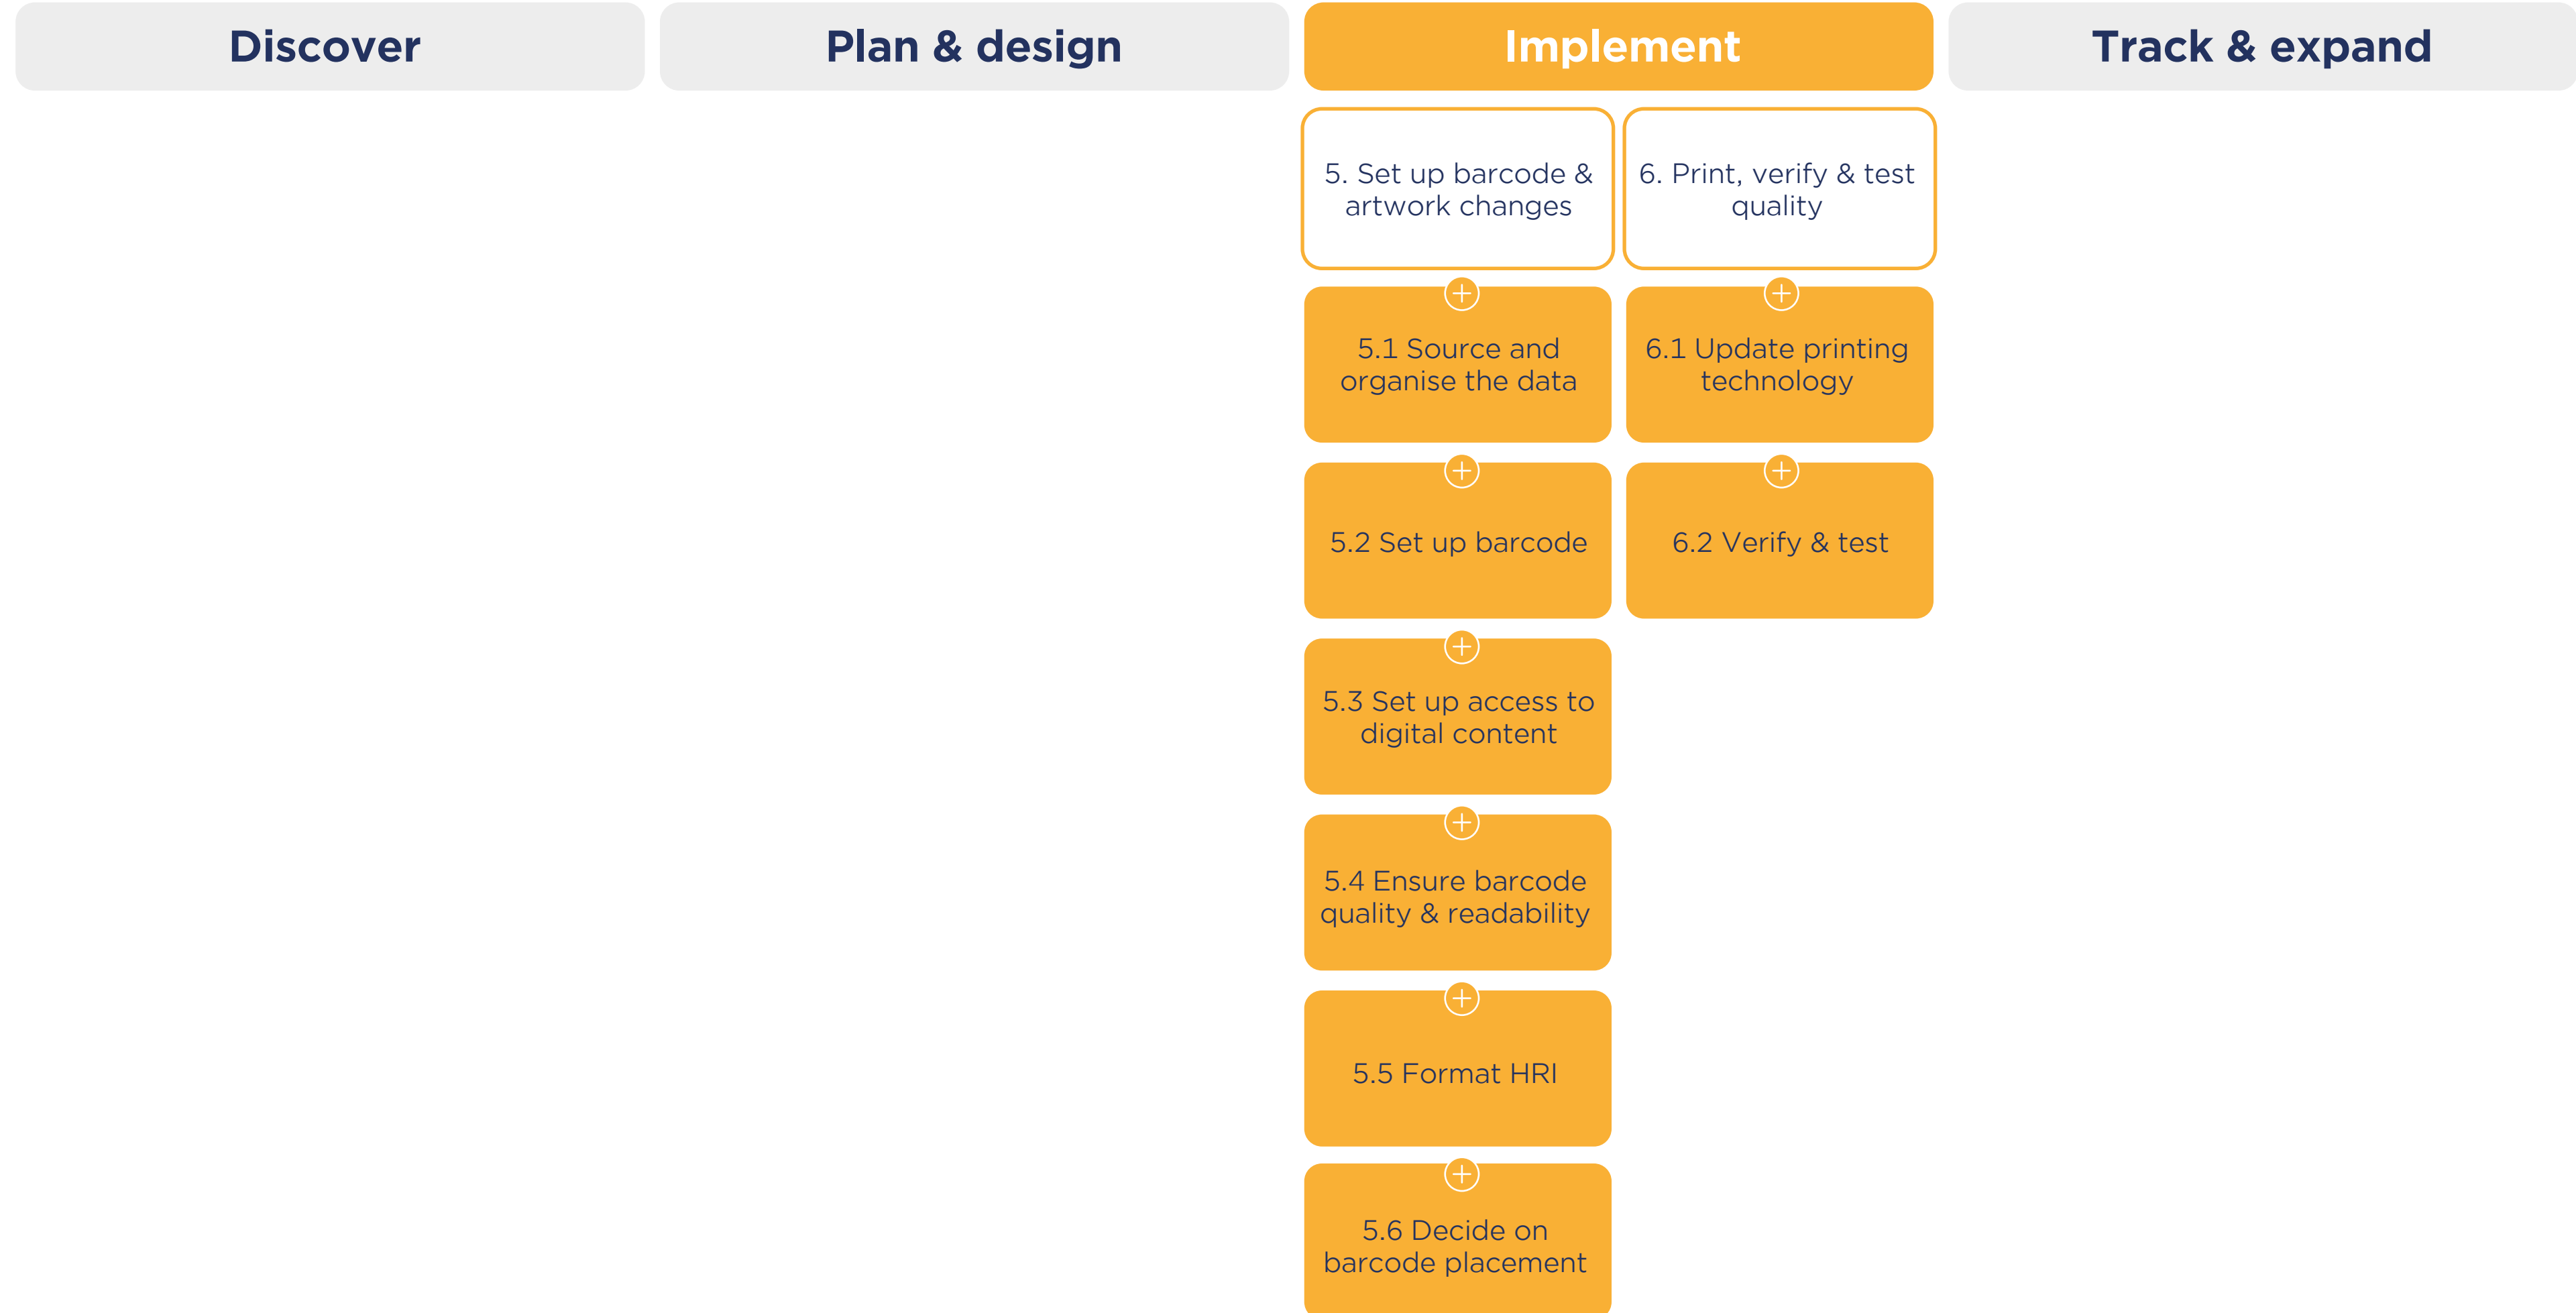 Discover
Plan & design
Implement
Track & expand
5. Set up barcode &
artwork changes
6. Print, verify & test
quality
5.1 Source and
organise the data
6.1 Update printing
technology
5.2 Set up barcode
6.2 Verify & test
5.3 Set up access to
digital content
5.4 Ensure barcode
quality & readability
5.5 Format HRI
5.6 Decide on
barcode placement